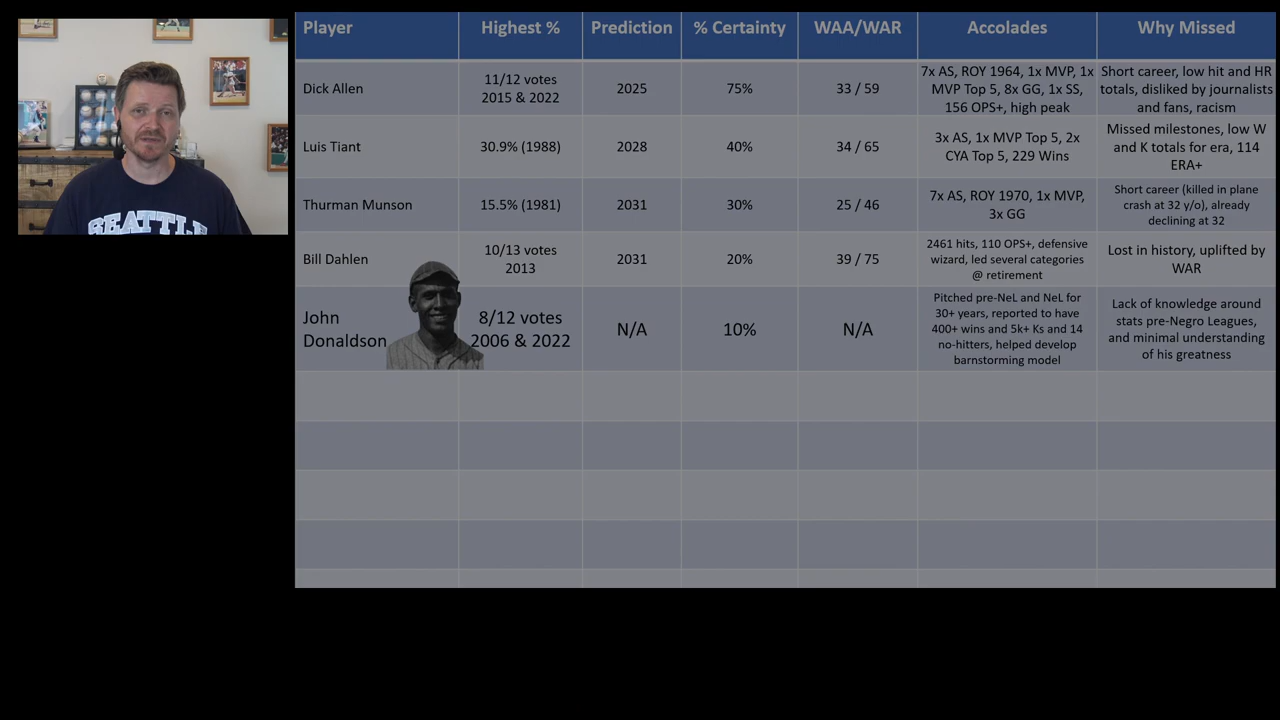 SEATTLE
Player Highest % Prediction % Certainty WAA/WAR Accolades Why Missed
Dick Allen
11/12 votes
2015 & 2022
2025
75%
33 / 59
7x AS, ROY 1964, 1x MVP, 1x
MVP Top 5, 8x GG, 1x SS,
156 OPS+, high peak
Short career, low hit and HR
totals, disliked by journalists
and fans, racism
Luis Tiant
30.9% (1988)
2028
40%
34 / 65
3x AS, 1x MVP Top 5, 2x
CYA Top 5, 229 Wins
Missed milestones, low W
and K totals for era, 114
ERA+
Thurman Munson
15.5% (1981)
2031
30%
25 / 46
7x AS, ROY 1970, 1x MVP,
3x GG
Short career (killed in plane
crash at 32 y/o), already
declining at 32
Bill Dahlen
10/13 votes
2013
2031
20%
39 / 75
2461 hits, 110 OPS+, defensive
wizard, led several categories
@ retirement
Lost in history, uplifted by
WAR
John
Donaldson
8/12 votes
2006 & 2022
N/A
10%
N/A
Pitched pre-NeL and NeL for
30+ years, reported to have
400+ wins and 5k+ Ks and 14
no-hitters, helped develop
barnstorming model
Lack of knowledge around
stats pre-Negro Leagues,
and minimal understanding
of his greatness